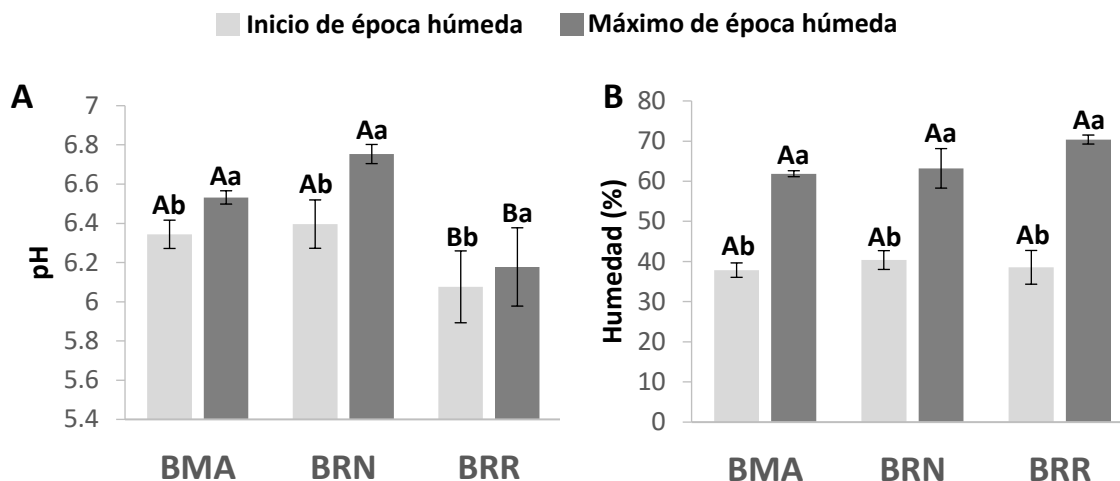 Inicio de época húmeda Máximo de época húmeda
A
pH
7
6.8
6.6
6.4
6.2
6
5.8
5.6
5.4
Ab Aa Ab Aa Bb Ba
BMA BRN BRR
B
Humedad (%)
80
70
60
50
40
30
20
10
0
Ab Aa Ab Aa Ab Aa
BMA BRN BRR